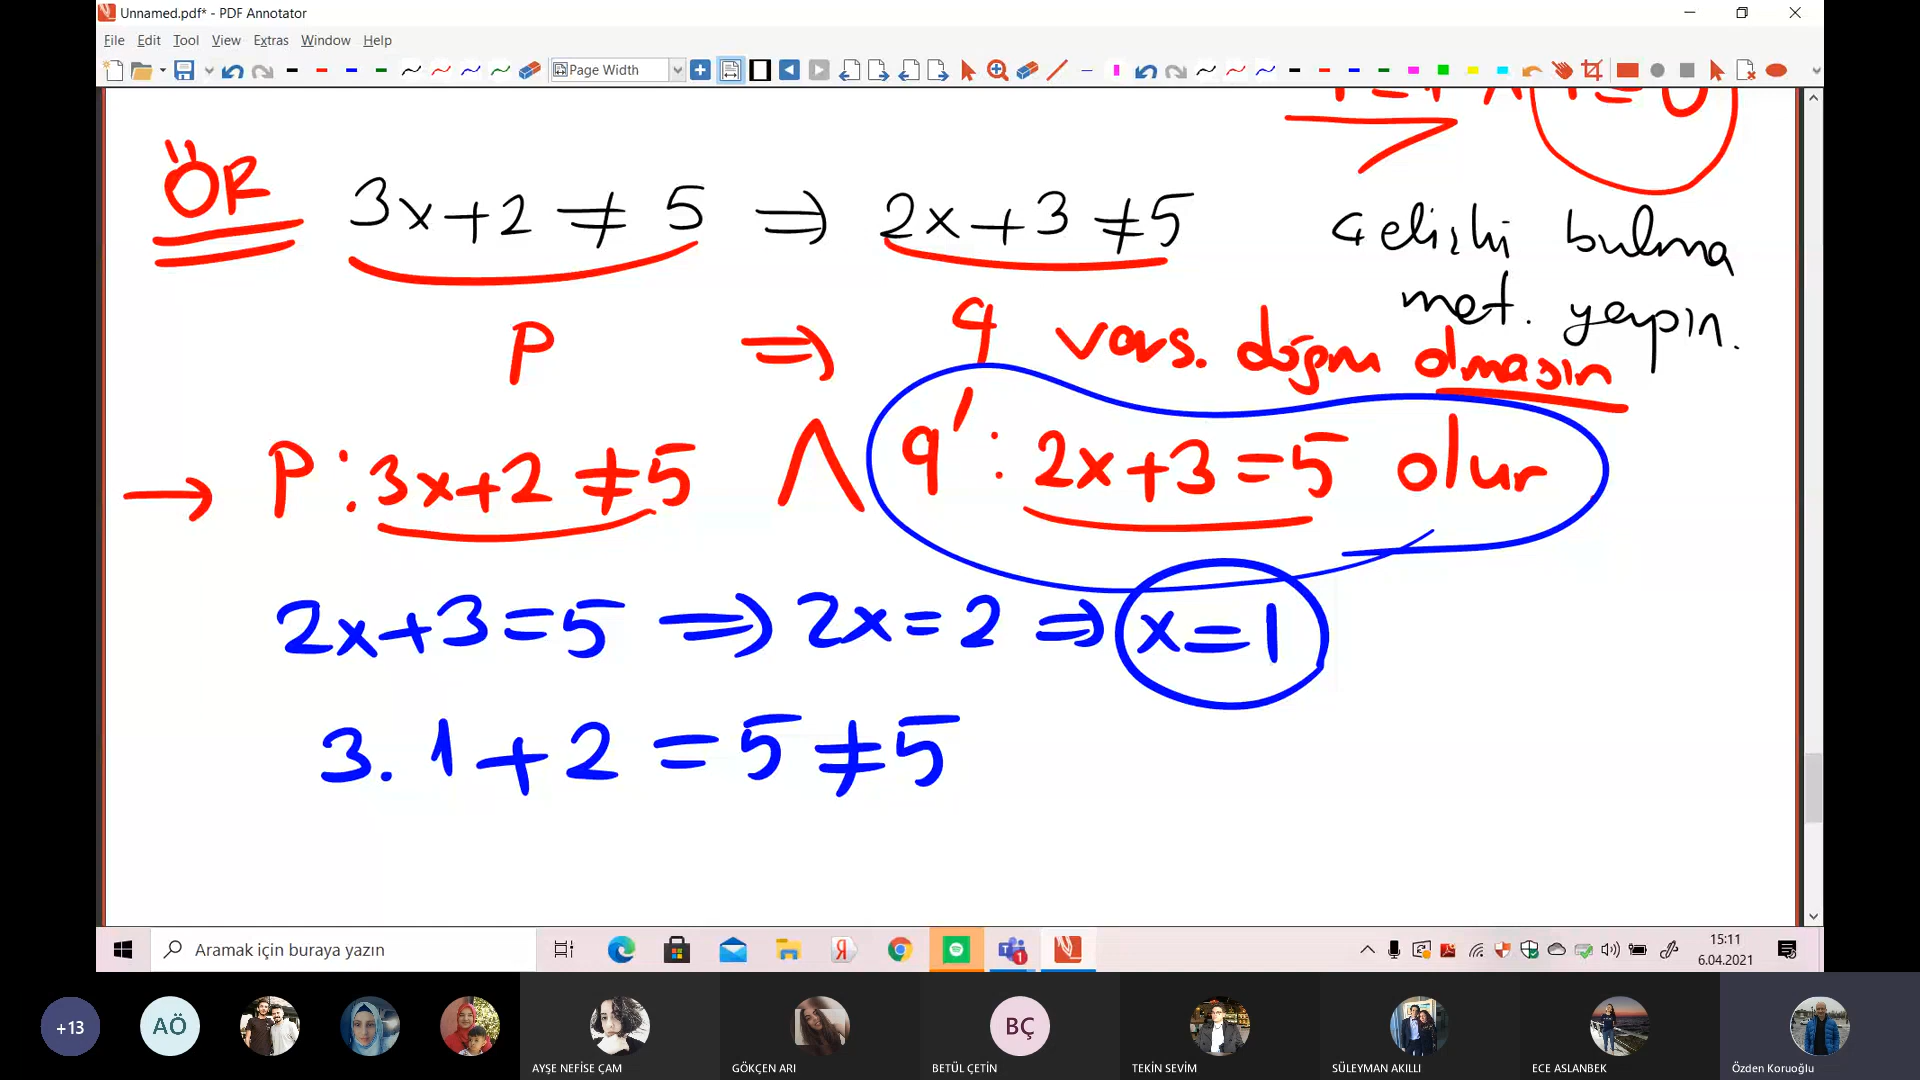 Unnamed.pdf* - PDF Annotator
File Edit Tool View Extras Window Help
Page Width
ÖR 3x+2 ≠ 5 ⇒ 2x+3 ≠ 5
çelişki bulma
met. yapın.
P ⇒ q vars. doğru olmasın
→ P: 3x+2 ≠ 5 ∧ q': 2x+3=5 olur
2x+3=5 ⇒ 2x=2 ⇒ x=1
3.1+2=5≠5
Aramak için buraya yazın
15:11
6.04.2021
+13
AÖ
BÇ
AYŞE NEFİSE ÇAM
GÖKÇEN ARI
BETÜL ÇETİN
TEKİN SEVİM
SÜLEYMAN AKILLI
ECE ASLANBEK
Özden Koruoğlu